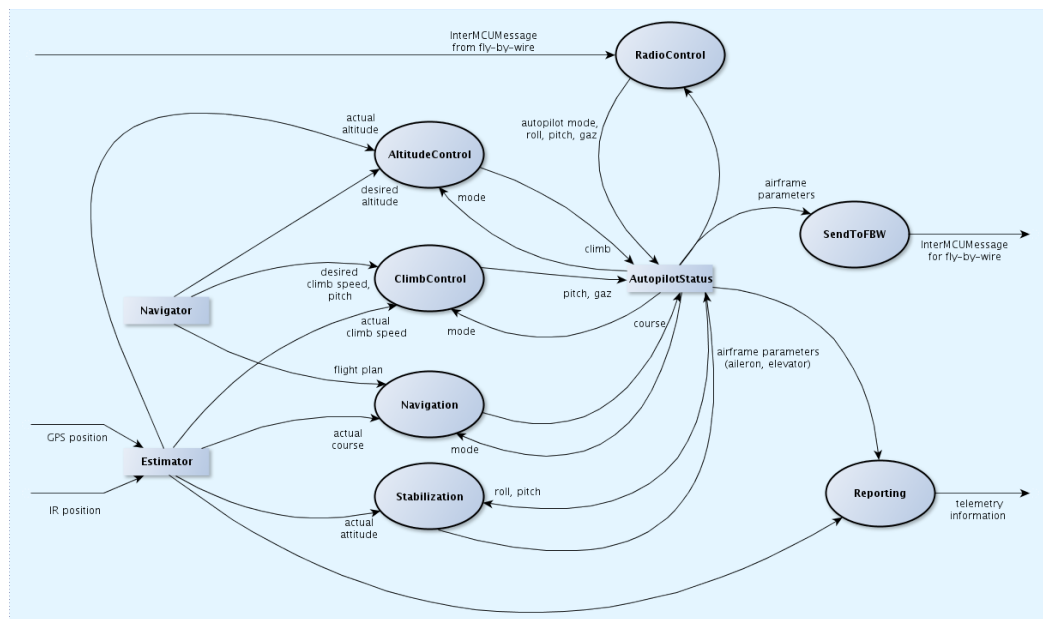 InterMCUMessage
from fly-by-wire
RadioControl
actual
altitude
autopilot mode,
roll, pitch, gaz
AltitudeControl
desired
altitude
mode
airframe
parameters
SendToFBW
InterMCUMessage
for fly-by-wire
climb
desired
climb speed,
pitch
ClimbControl
AutopilotStatus
pitch, gaz
Navigator
actual
climb speed
mode
course
airframe parameters
(aileron, elevator)
flight plan
Navigation
GPS position
actual
course
mode
Estimator
IR position
Stabilization
roll, pitch
actual
attitude
Reporting
telemetry
information